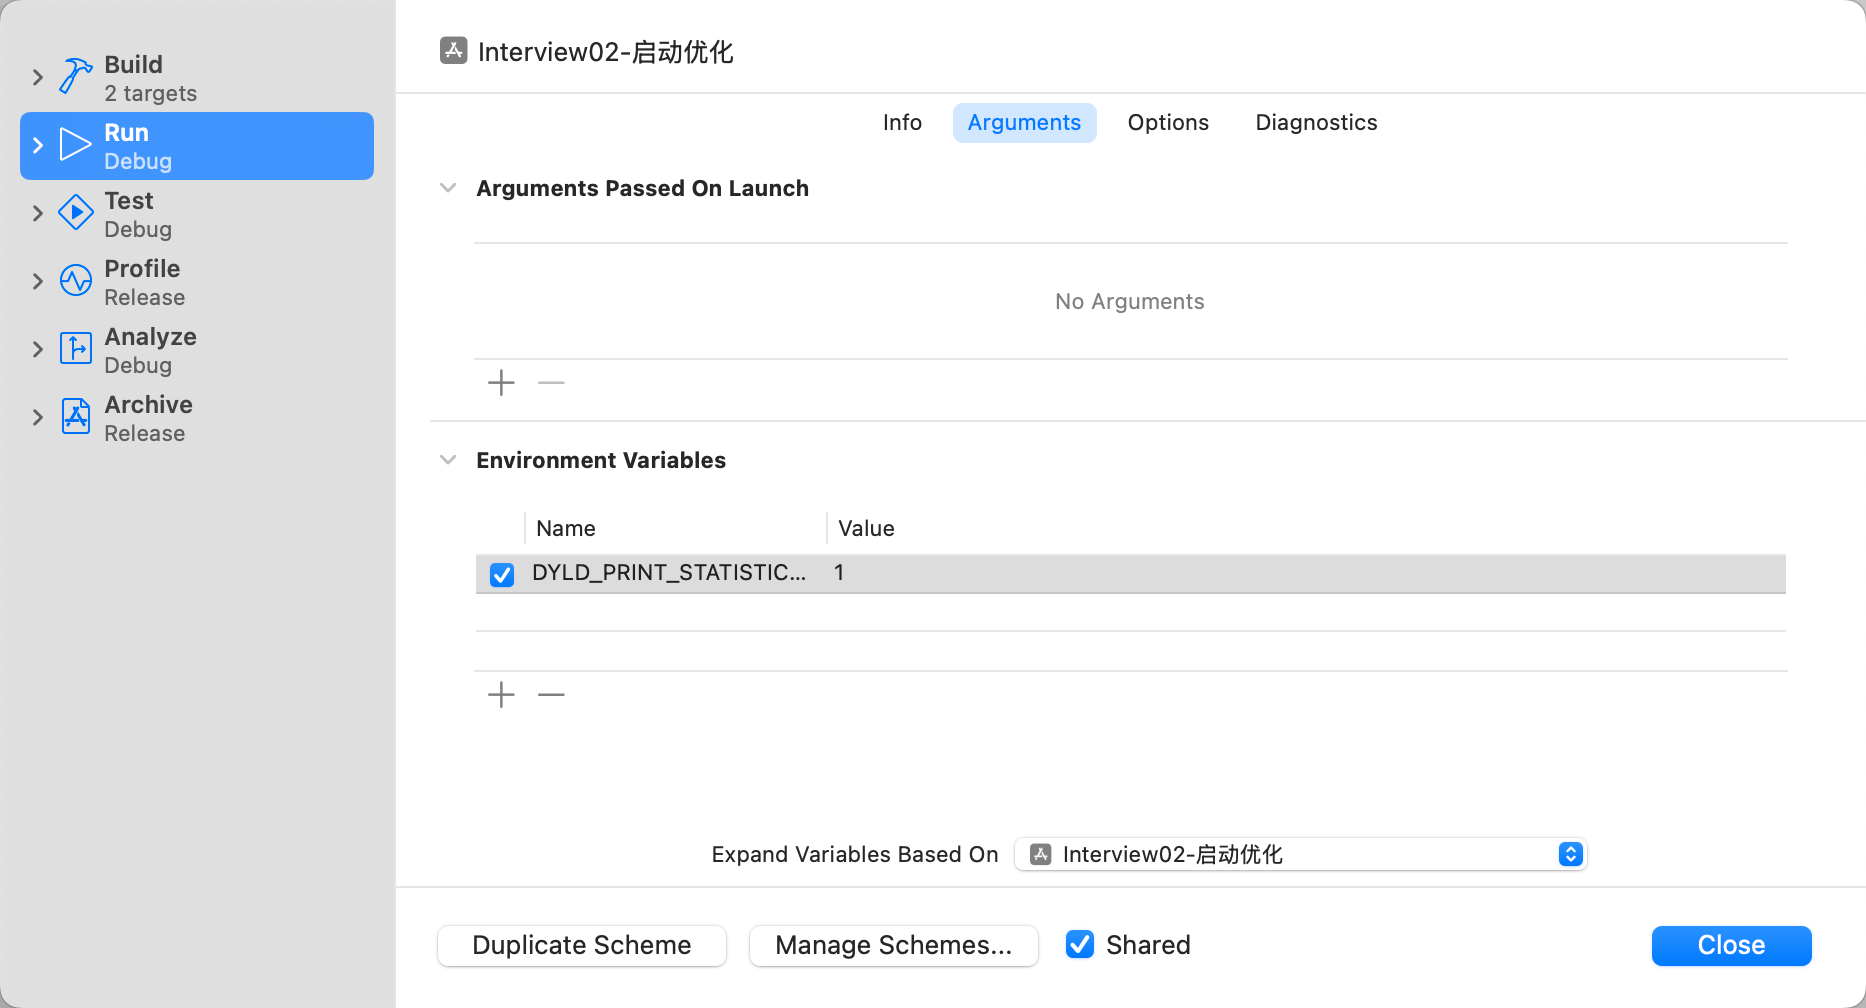 Build
2 targets
Run
Debug
Test
Debug
Profile
Release
Analyze
Debug
Archive
Release
Interview02-启动优化
Info Arguments Options Diagnostics
Arguments Passed On Launch
No Arguments
Environment Variables
Name Value
DYLD_PRINT_STATISTIC... 1
Expand Variables Based On Interview02-启动优化
Duplicate Scheme Manage Schemes... Shared Close